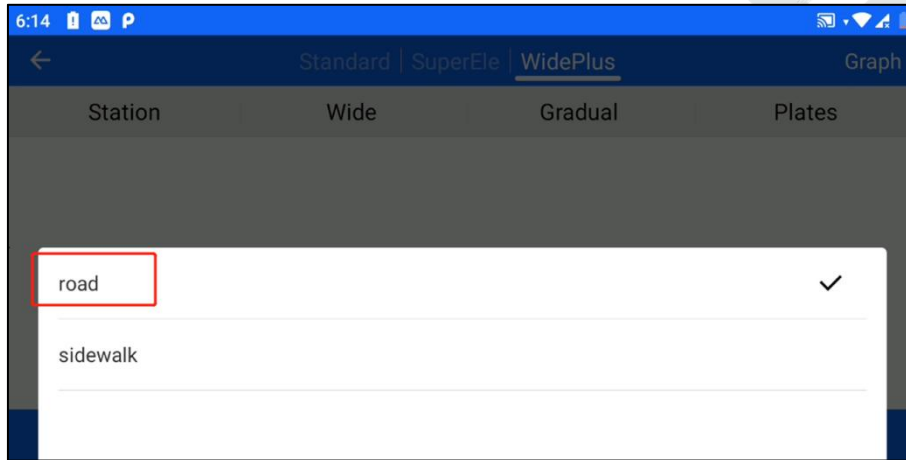 6:14
Standard | SuperEle | WidePlus Graph
Station Wide Gradual Plates
road
sidewalk